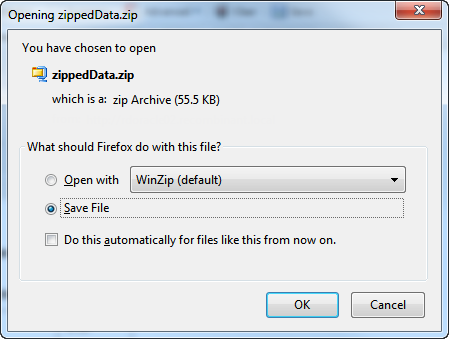 Opening zippedData.zip
You have chosen to open
zippedData.zip
which is a: zip Archive (55.5 KB)
What should Firefox do with this file?
Open with WinZip (default)
Save File
Do this automatically for files like this from now on.
OK Cancel